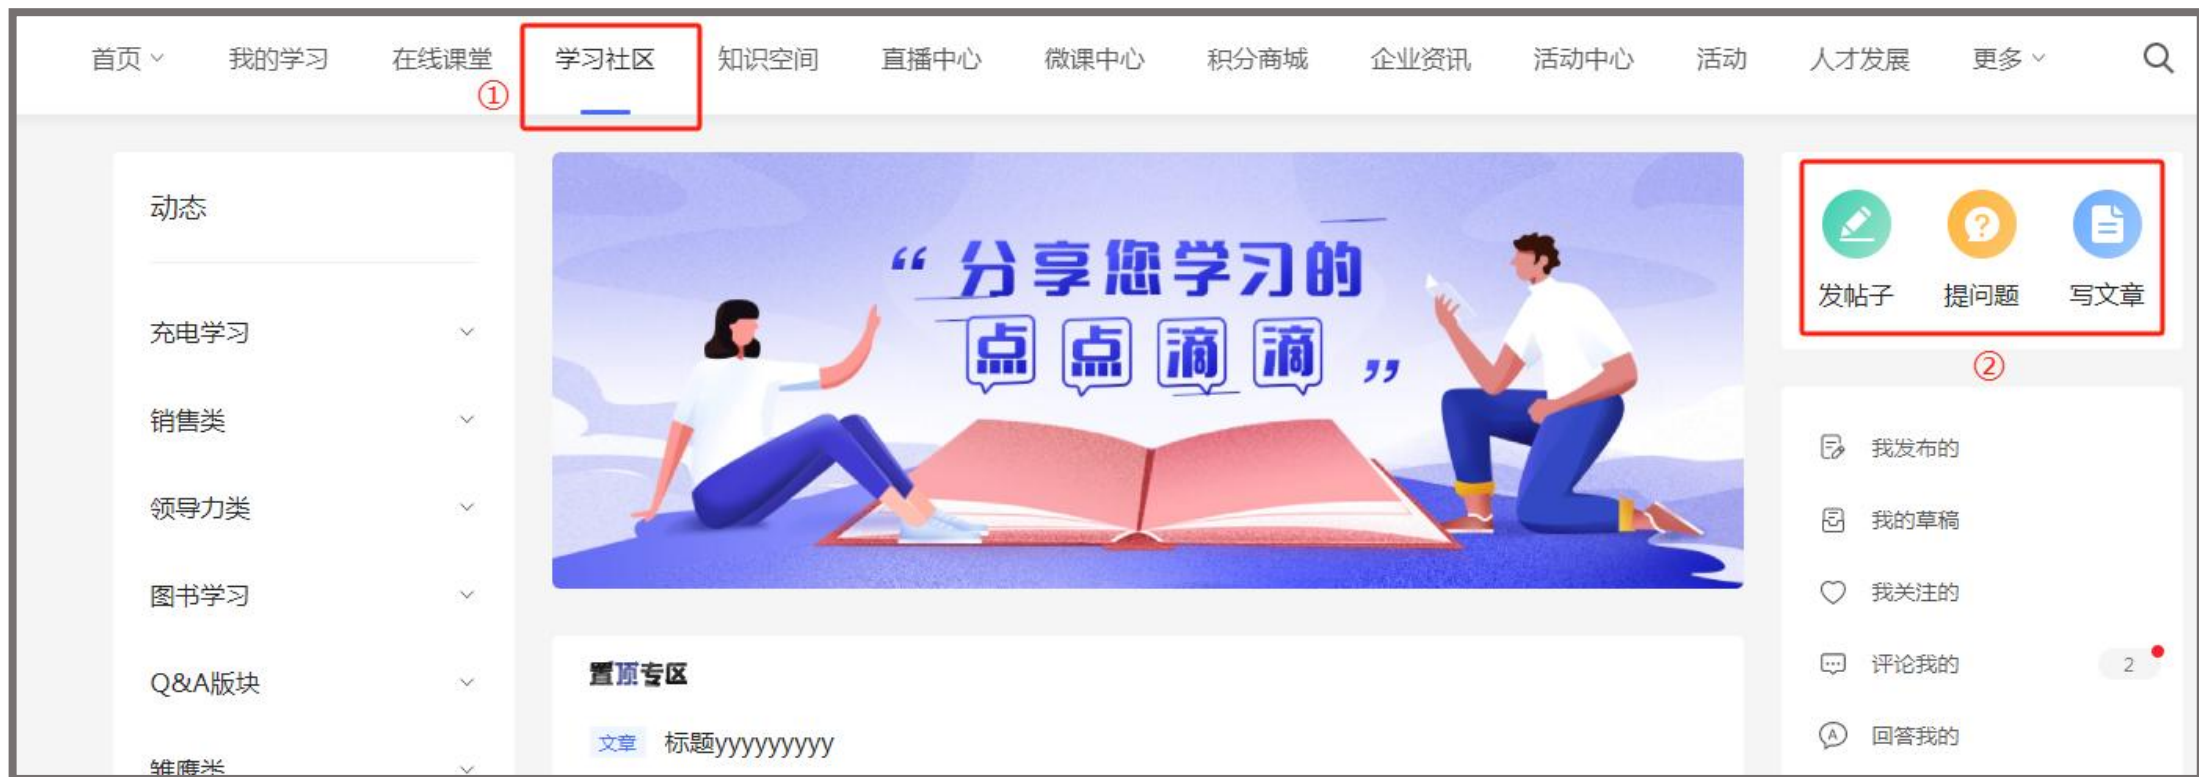 首页 我的学习 在线课堂 学习社区 知识空间 直播中心 微课中心 积分商城 企业资讯 活动中心 活动 人才发展 更多
①
动态
充电学习
销售类
领导力类
图书学习
Q&A版块
雏鹰类
“分享您学习的
点点滴滴”
置顶专区
文章 标题yyyyyyyyy
发帖子 提问题 写文章
②
我发布的
我的草稿
我关注的
评论我的 2
回答我的